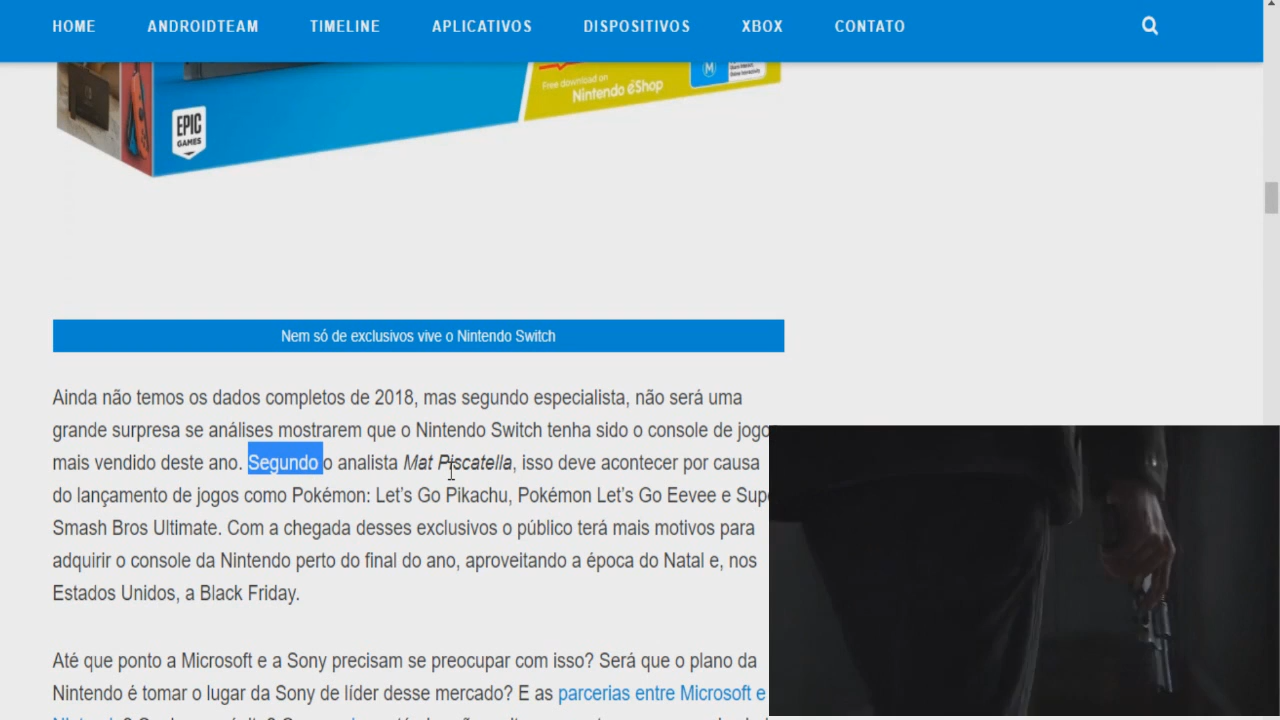 HOME ANDROIDTEAM TIMELINE APLICATIVOS DISPOSITIVOS XBOX CONTATO
Free download on
Nintendo eShop
M
EPIC
GAMES
Nem só de exclusivos vive o Nintendo Switch
Ainda não temos os dados completos de 2018, mas segundo especialista, não será uma
grande surpresa se análises mostrarem que o Nintendo Switch tenha sido o console de jogo
mais vendido deste ano. Segundo o analista Mat Piscatella, isso deve acontecer por causa
do lançamento de jogos como Pokémon: Let’s Go Pikachu, Pokémon Let’s Go Eevee e Supe
Smash Bros Ultimate. Com a chegada desses exclusivos o público terá mais motivos para
adquirir o console da Nintendo perto do final do ano, aproveitando a época do Natal e, nos
Estados Unidos, a Black Friday.
Até que ponto a Microsoft e a Sony precisam se preocupar com isso? Será que o plano da
Nintendo é tomar o lugar da Sony de líder desse mercado? E as parcerias entre Microsoft e